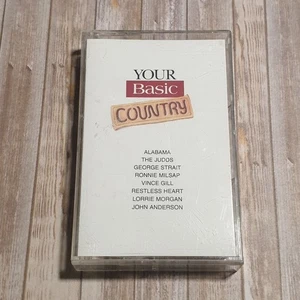 YOUR
Basic
COUNTRY
ALABAMA
THE JUDDS
GEORGE STRAIT
RONNIE MILSAP
VINCE GILL
RESTLESS HEART
LORRIE MORGAN
JOHN ANDERSON